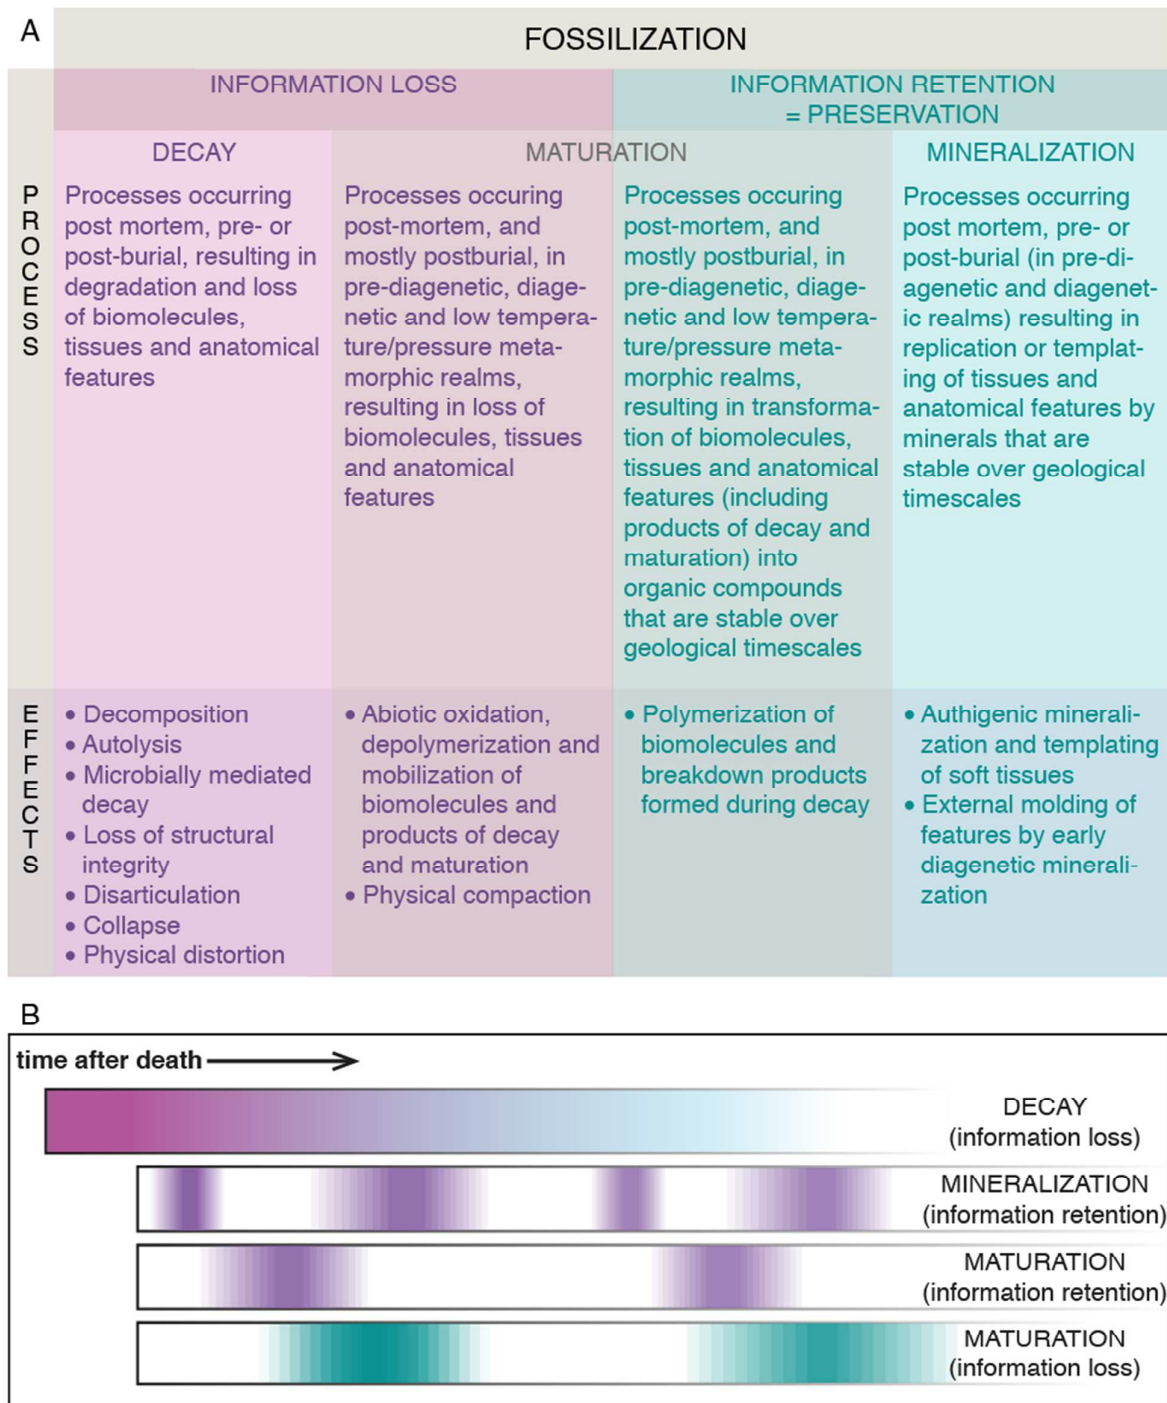 A
FOSSILIZATION
INFORMATION LOSS
INFORMATION RETENTION
= PRESERVATION
DECAY
MATURATION
MINERALIZATION
PROCESS
Processes occurring
post mortem, pre- or
post-burial, resulting in
degradation and loss
of biomolecules,
tissues and anatomical
features
Processes occuring
post-mortem, and
mostly postburial, in
pre-diagenetic, diage-
netic and low tempera-
ture/pressure meta-
morphic realms,
resulting in loss of
biomolecules, tissues
and anatomical
features
Processes occuring
post-mortem, and
mostly postburial, in
pre-diagenetic, diage-
netic and low tempera-
ture/pressure meta-
morphic realms,
resulting in transforma-
tion of biomolecules,
tissues and anatomical
features (including
products of decay and
maturation) into
organic compounds
that are stable over
geological timescales
Processes occurring
post mortem, pre- or
post-burial (in pre-di-
agenetic and diagenet-
ic realms) resulting in
replication or templat-
ing of tissues and
anatomical features by
minerals that are
stable over geological
timescales
EFFECTS
• Decomposition
• Autolysis
• Microbially mediated
decay
• Loss of structural
integrity
• Disarticulation
• Collapse
• Physical distortion
• Abiotic oxidation,
depolymerization and
mobilization of
biomolecules and
products of decay
and maturation
• Physical compaction
• Polymerization of
biomolecules and
breakdown products
formed during decay
• Authigenic minerali-
zation and templating
of soft tissues
• External molding of
features by early
diagenetic minerali-
zation
B
time after death
DECAY
(information loss)
MINERALIZATION
(information retention)
MATURATION
(information retention)
MATURATION
(information loss)